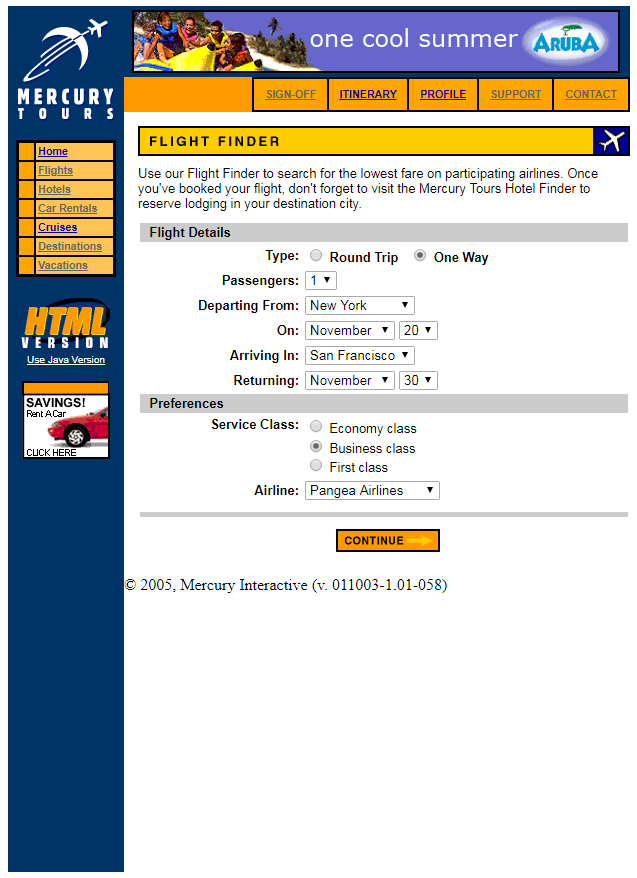 one cool summer ARUBA
MERCURY
TOURS
SIGN-OFF ITINERARY PROFILE SUPPORT CONTACT
Home
Flights
Hotels
Car Rentals
Cruises
Destinations
Vacations
HTML
VERSION
Use Java Version
SAVINGS!
Rent A Car
CLICK HERE
FLIGHT FINDER
Use our Flight Finder to search for the lowest fare on participating airlines. Once
you've booked your flight, don't forget to visit the Mercury Tours Hotel Finder to
reserve lodging in your destination city.
Flight Details
Type: Round Trip One Way
Passengers: 1
Departing From: New York
On: November 20
Arriving In: San Francisco
Returning: November 30
Preferences
Service Class: Economy class
Business class
First class
Airline: Pangea Airlines
CONTINUE
© 2005, Mercury Interactive (v. 011003-1.01-058)